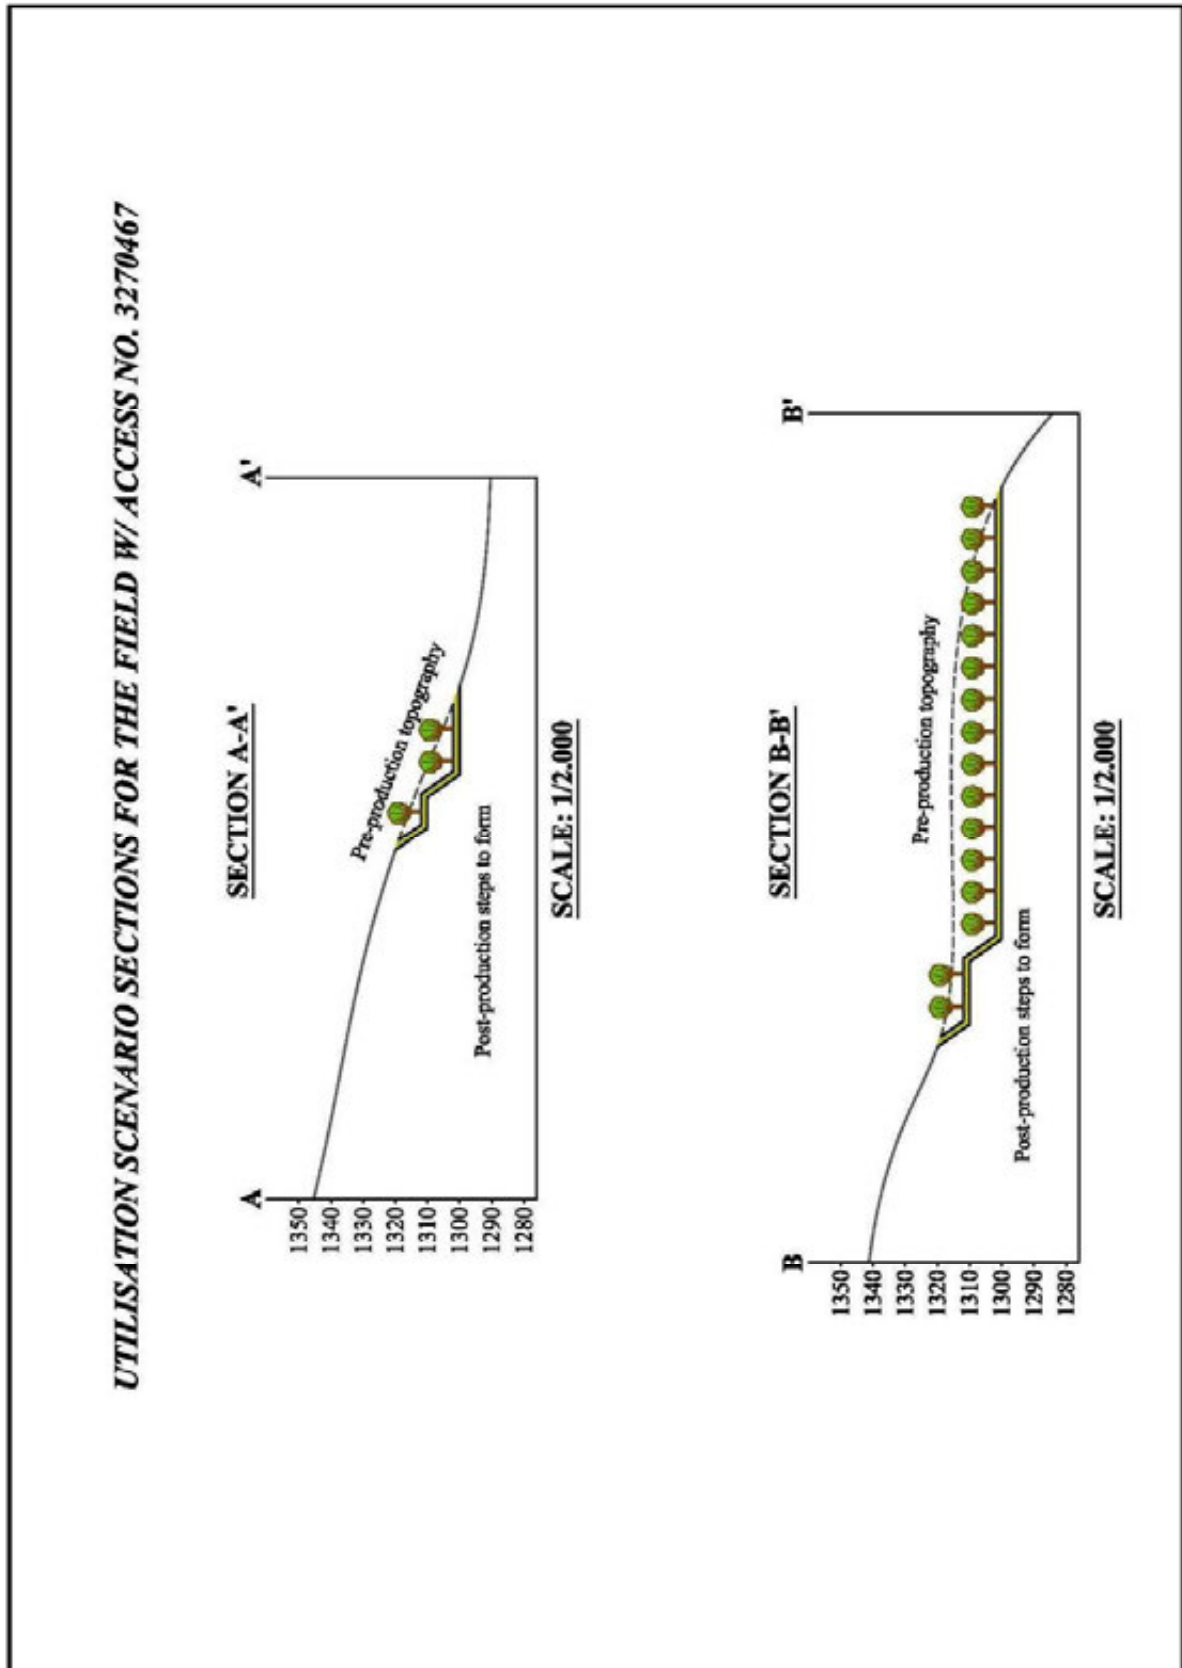 UTILISATION SCENARIO SECTIONS FOR THE FIELD W/ ACCESS NO. 3270467
SECTION A-A'
A
A'
1350
1340
1330
1320
1310
1300
1290
1280
Pre-production topography
Post-production steps to form
SCALE: 1/2.000
SECTION B-B'
B
B'
1350
1340
1330
1320
1310
1300
1290
1280
Pre-production topography
Post-production steps to form
SCALE: 1/2.000